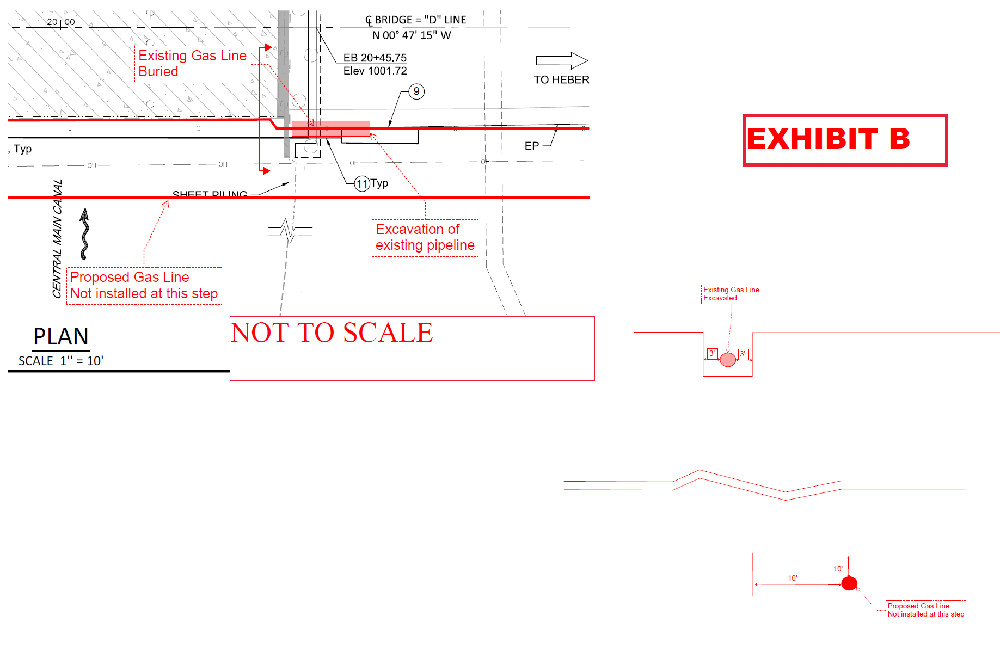 20+00
℄ BRIDGE = "D" LINE
N 00° 47' 15" W
Existing Gas Line
Buried
EB 20+45.75
Elev 1001.72
TO HEBER
9
EXHIBIT B
C
C
C
C
C
, Typ
EP
OH
OH
OH
OH
11 Typ
SHEET PILING
CENTRAL MAIN CANAL
Excavation of
existing pipeline
Proposed Gas Line
Not installed at this step
Existing Gas Line
Excavated
PLAN
SCALE 1" = 10'
NOT TO SCALE
3'
3'
10'
10'
Proposed Gas Line
Not installed at this step